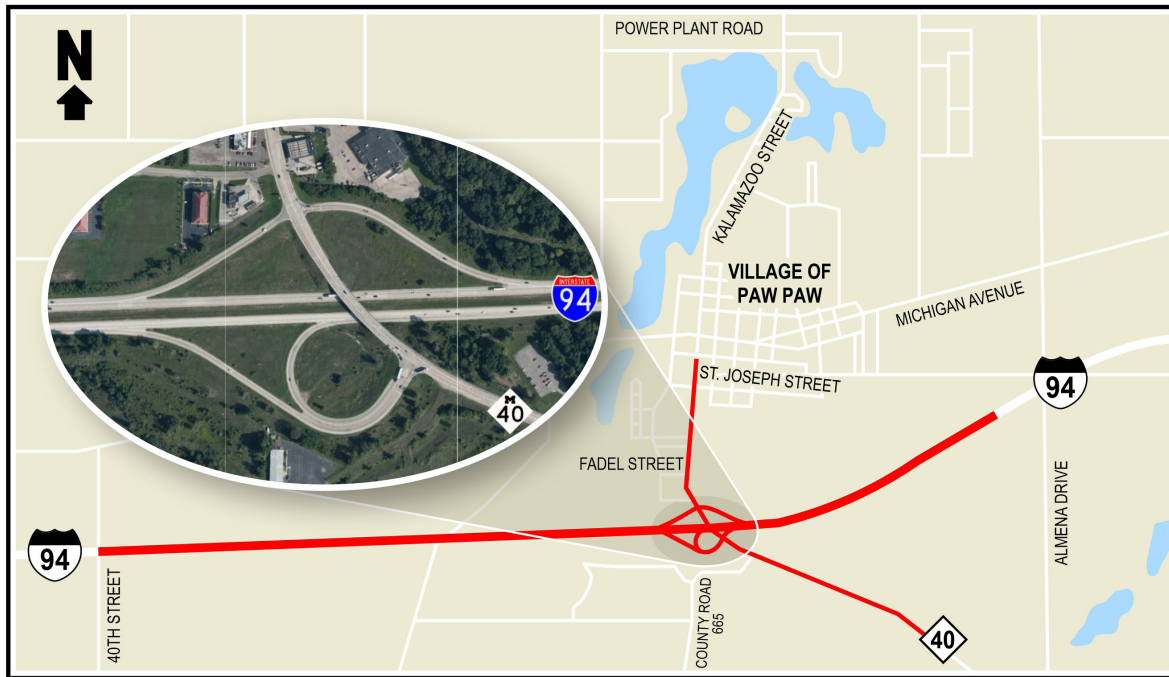 N
POWER PLANT ROAD
KALAMAZOO STREET
VILLAGE OF
PAW PAW
MICHIGAN AVENUE
INTERSTATE
94
M
40
ST. JOSEPH STREET
94
FADEL STREET
ALMENA DRIVE
94
40TH STREET
COUNTY ROAD
665
40